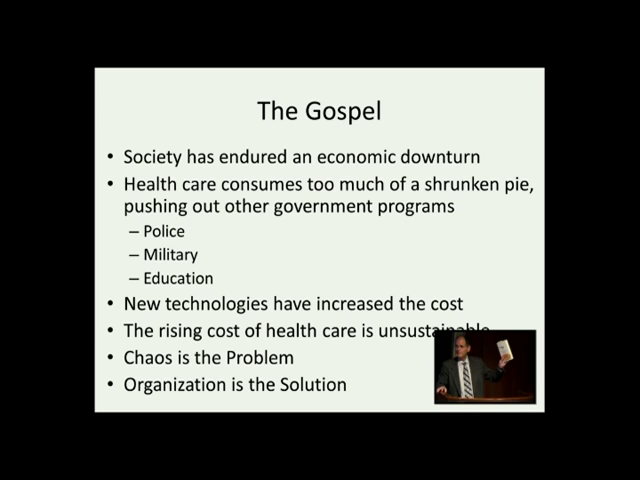 The Gospel
• Society has endured an economic downturn
• Health care consumes too much of a shrunken pie,
pushing out other government programs
– Police
– Military
– Education
• New technologies have increased the cost
• The rising cost of health care is unsustainable
• Chaos is the Problem
• Organization is the Solution